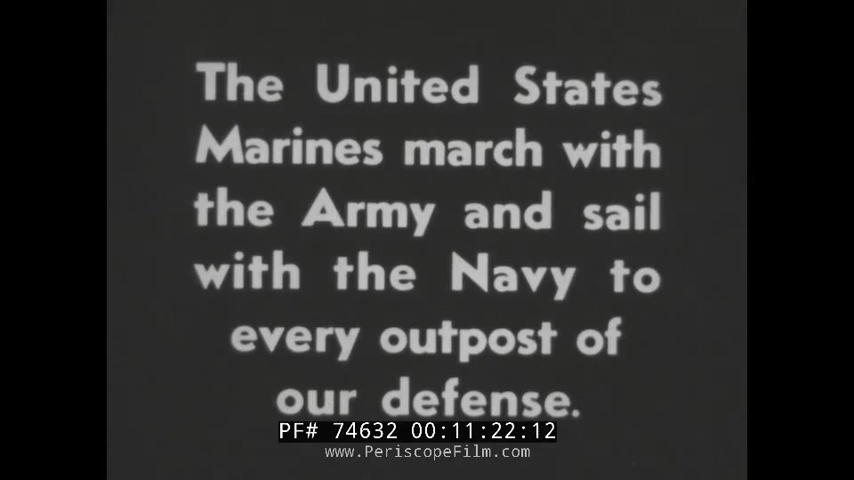 The United States
Marines march with
the Army and sail
with the Navy to
every outpost of
our defense.
PF# 74632 00:11:22:12
www.PeriscopeFilm.com